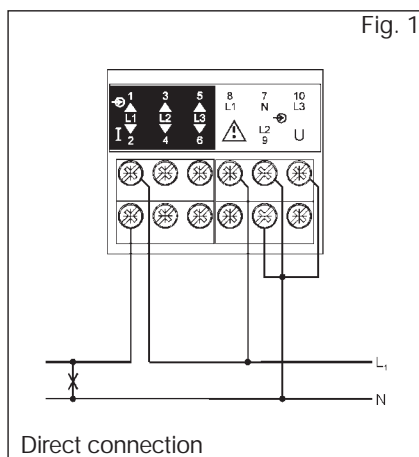 Fig. 1
1 3 5 8 7 10
L1 N L3
L1 L2 L3
I 2 4 6 L2 9 U
L₁
N
Direct connection